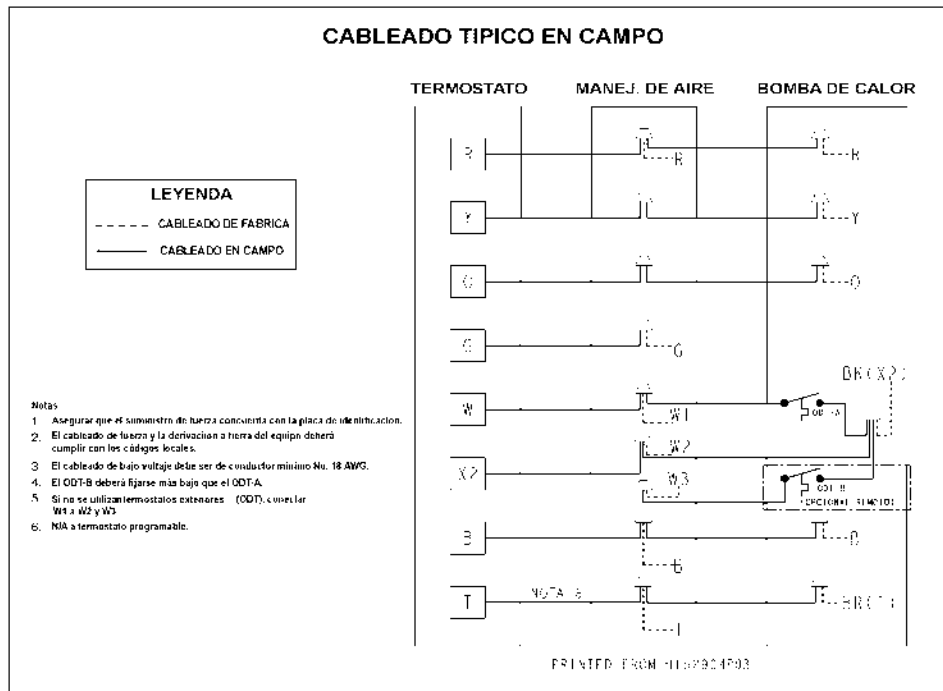 CABLEADO TIPICO EN CAMPO
TERMOSTATO MANEJ. DE AIRE BOMBA DE CALOR
R R R
Y Y
LEYENDA
CABLEADO DE FABRICA
CABLEADO EN CAMPO
O O
G G
BK(X2)
W W1 ODT-A
W2
X2 W3 ODT-B
B B
T NOTA
Notas
1 Asegurar que el suministro de fuerza concuerda con la placa de identificacion.
2. El cableado de fuerza y la derivacion a tierra del equipo deberá
cumplir con los códigos locales.
3 El cableado de bajo voltaje debe ser de conductor minimo No. 18 AWG.
4. El ODT-B deberá fijarse más bajo que el ODT-A.
5 Si no se utilizan termostatos exteriores (ODT), conectar
W1 a W2 y W3
6. N/A a termostato programable.
PRINTED FROM